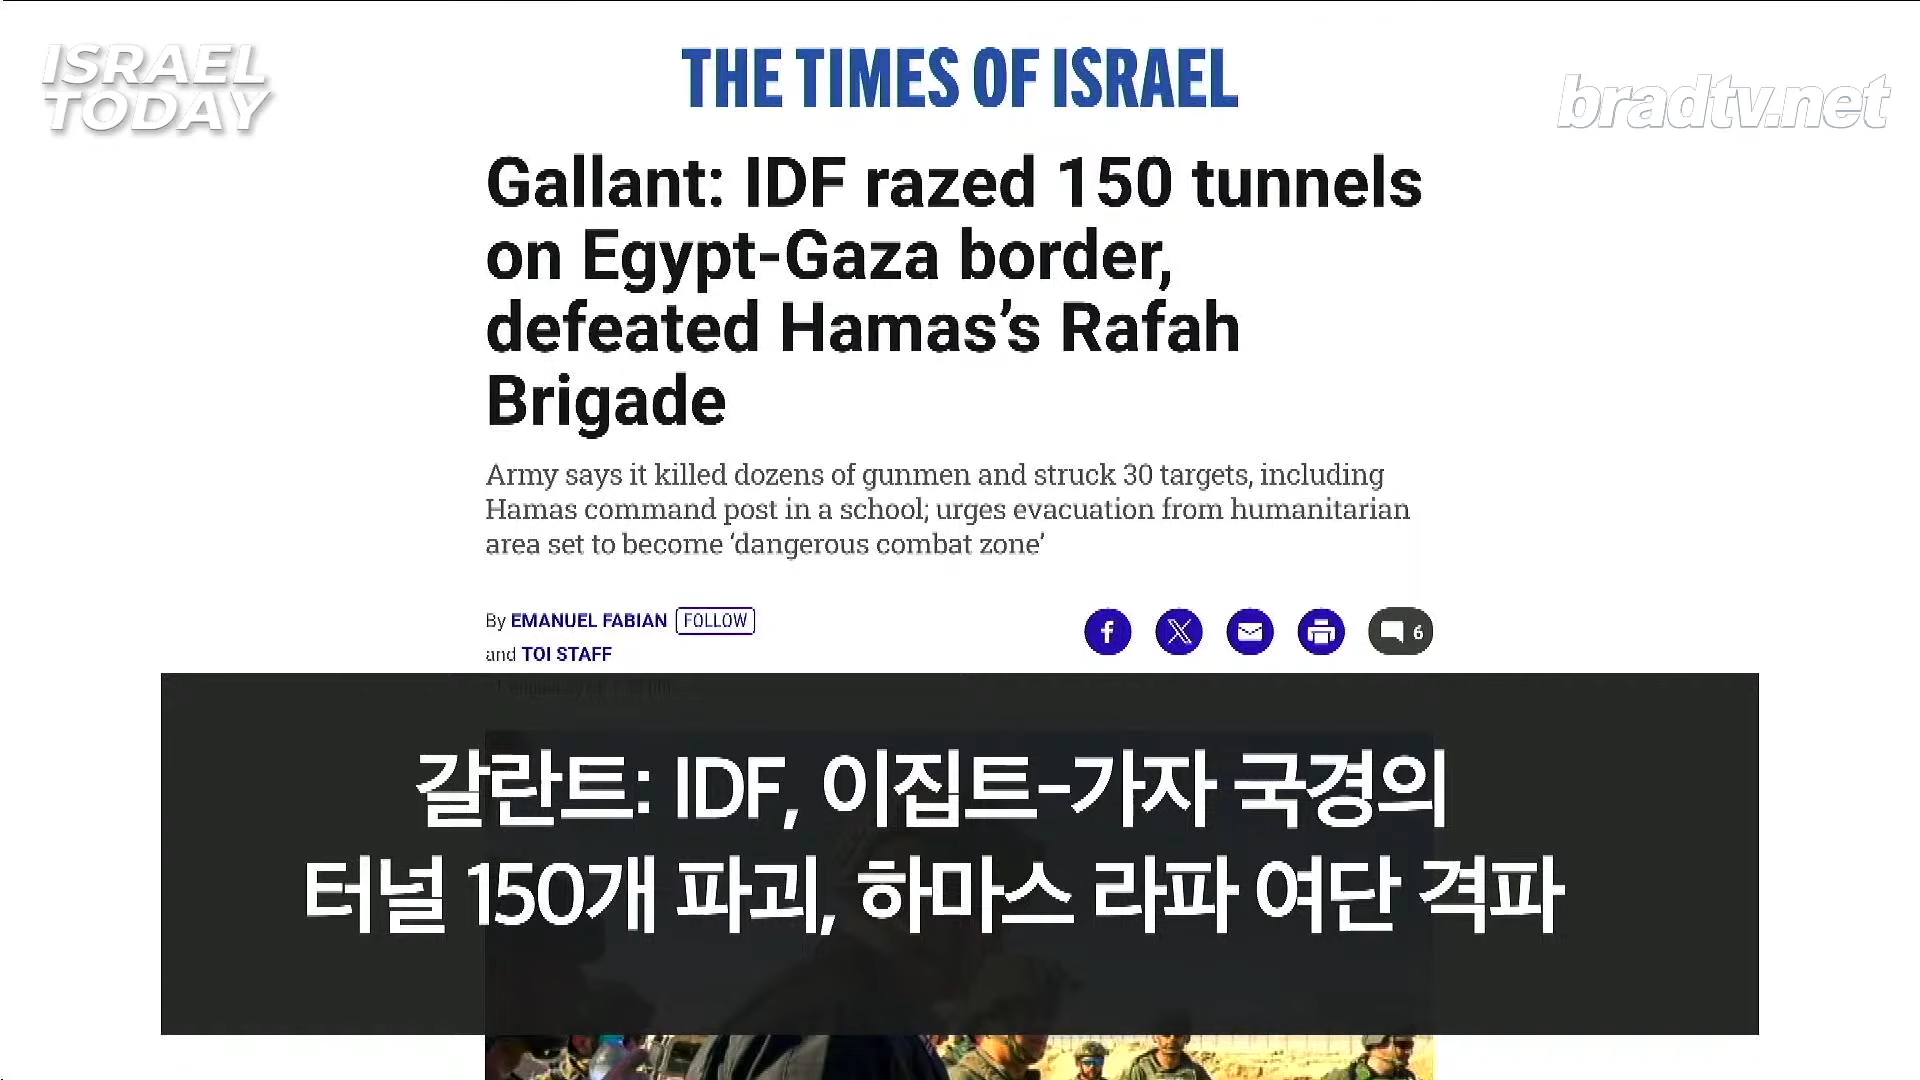 ISRAEL
TODAY
THE TIMES OF ISRAEL
bradtv.net
Gallant: IDF razed 150 tunnels
on Egypt-Gaza border,
defeated Hamas’s Rafah
Brigade
Army says it killed dozens of gunmen and struck 30 targets, including
Hamas command post in a school; urges evacuation from humanitarian
area set to become ‘dangerous combat zone’
By EMANUEL FABIAN FOLLOW
and TOI STAFF
6
갈란트: IDF, 이집트-가자 국경의
터널 150개 파괴, 하마스 라파 여단 격파